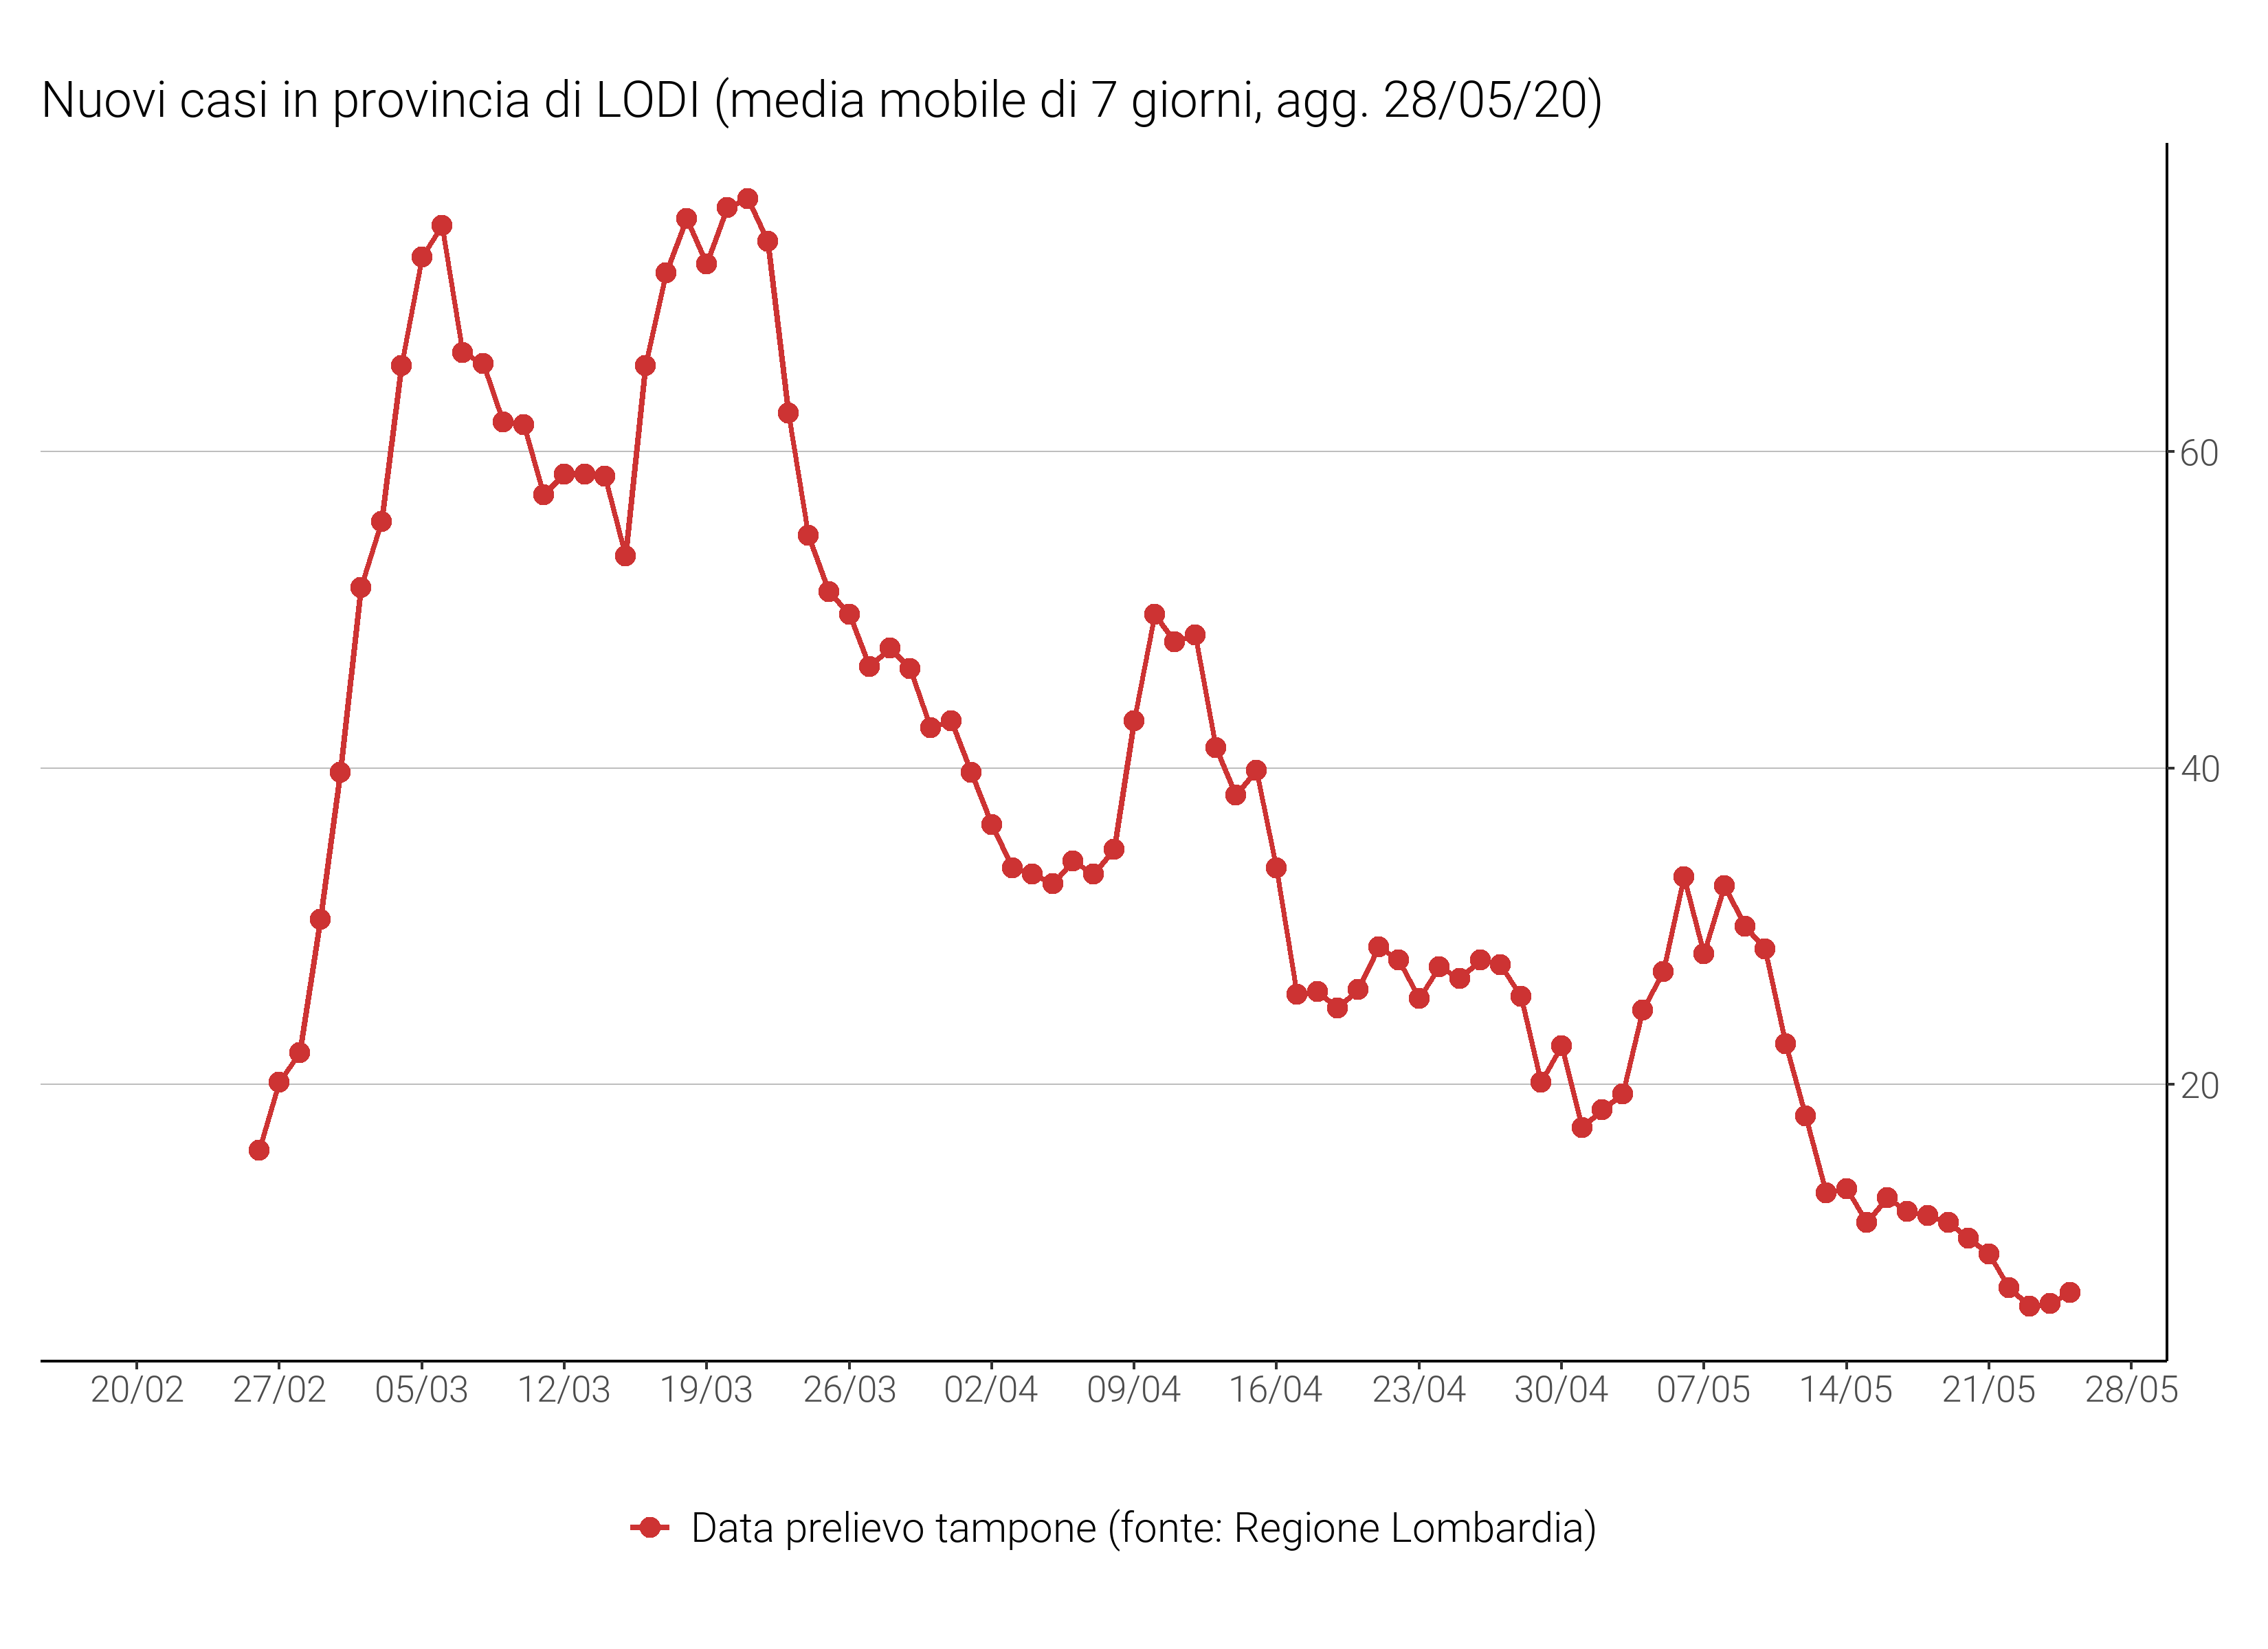 Nuovi casi in provincia di LODI (media mobile di 7 giorni, agg. 28/05/20)
60
40
20
20/02 27/02 05/03 12/03 19/03 26/03 02/04 09/04 16/04 23/04 30/04 07/05 14/05 21/05 28/05
Data prelievo tampone (fonte: Regione Lombardia)